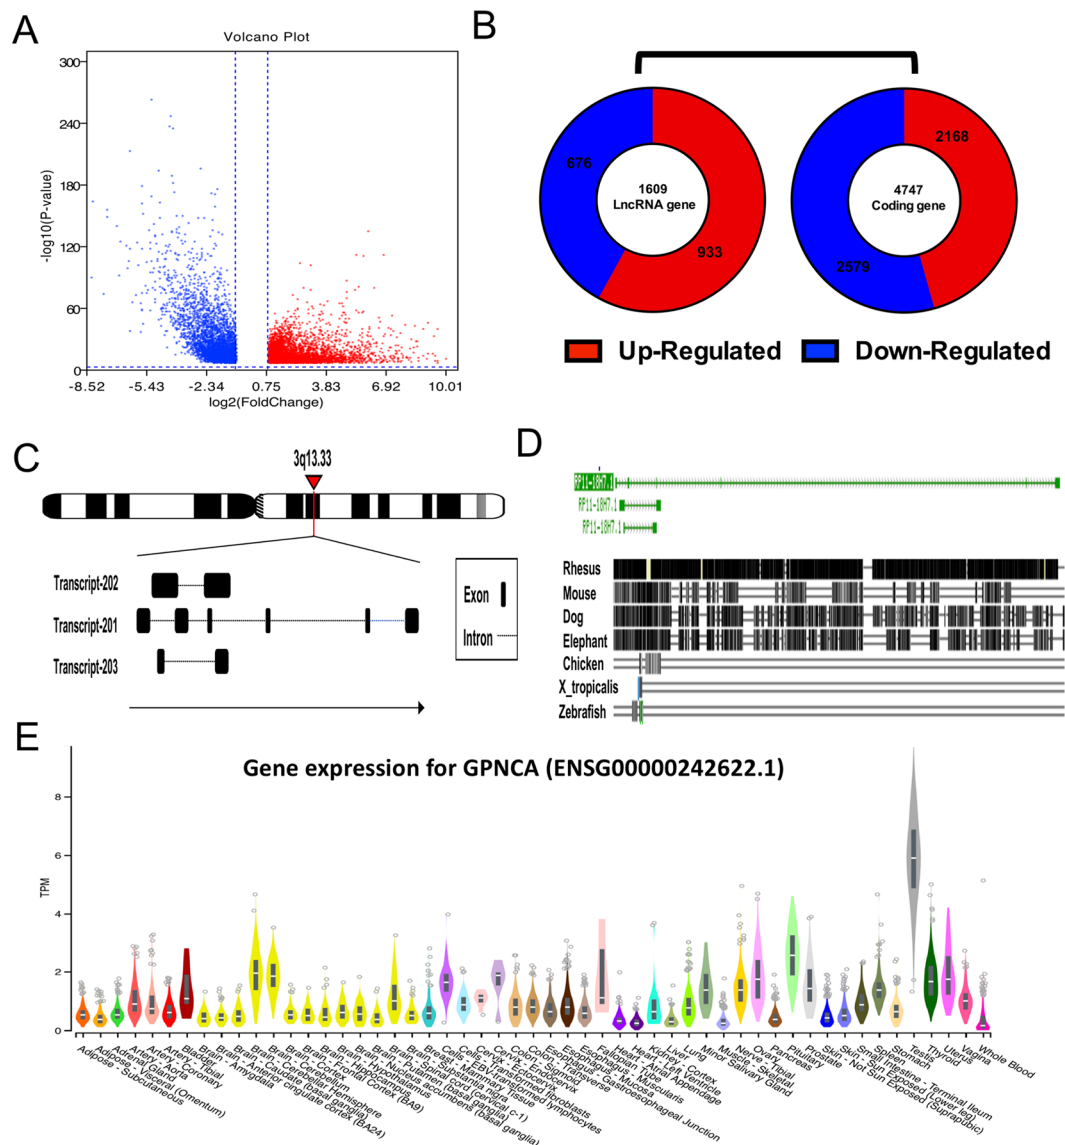 A
Volcano Plot
300
240
180
120
60
0
-log10(P-value)
-8.52 -5.43 -2.34 0.75 3.83 6.92 10.01
log2(FoldChange)
B
676
1609
LncRNA gene
933
2168
4747
Coding gene
2579
Up-Regulated Down-Regulated
C
3q13.33
Transcript-202
Transcript-201
Transcript-203
Exon
Intron
D
RP11-18H7.1
RP11-18H7.1
RP11-18H7.1
Rhesus
Mouse
Dog
Elephant
Chicken
X_tropicalis
Zebrafish
E
Gene expression for GPNCA (ENSG00000242622.1)
8
6
4
2
0
TPM
Adipose - Subcutaneous
Adipose - Visceral (Omentum)
Adrenal Gland
Artery - Aorta
Artery - Coronary
Artery - Tibial
Bladder
Brain - Amygdala
Brain - Anterior cingulate cortex (BA24)
Brain - Caudate (basal ganglia)
Brain - Cerebellar Hemisphere
Brain - Cerebellum
Brain - Cortex
Brain - Frontal Cortex (BA9)
Brain - Hippocampus
Brain - Hypothalamus
Brain - Nucleus accumbens (basal ganglia)
Brain - Putamen (basal ganglia)
Brain - Spinal cord (cervical c-1)
Brain - Substantia nigra
Breast - Mammary Tissue
Cells - EBV-transformed lymphocytes
Cells - Transformed fibroblasts
Cervix - Ectocervix
Cervix - Endocervix
Colon - Sigmoid
Colon - Transverse
Esophagus - Gastroesophageal Junction
Esophagus - Mucosa
Esophagus - Muscularis
Fallopian Tube
Heart - Atrial Appendage
Heart - Left Ventricle
Kidney - Cortex
Liver
Lung
Minor Salivary Gland
Muscle - Skeletal
Nerve - Tibial
Ovary
Pancreas
Pituitary
Prostate
Skin - Not Sun Exposed (Suprapubic)
Skin - Sun Exposed (Lower leg)
Small Intestine - Terminal Ileum
Spleen
Stomach
Testis
Thyroid
Uterus
Vagina
Whole Blood